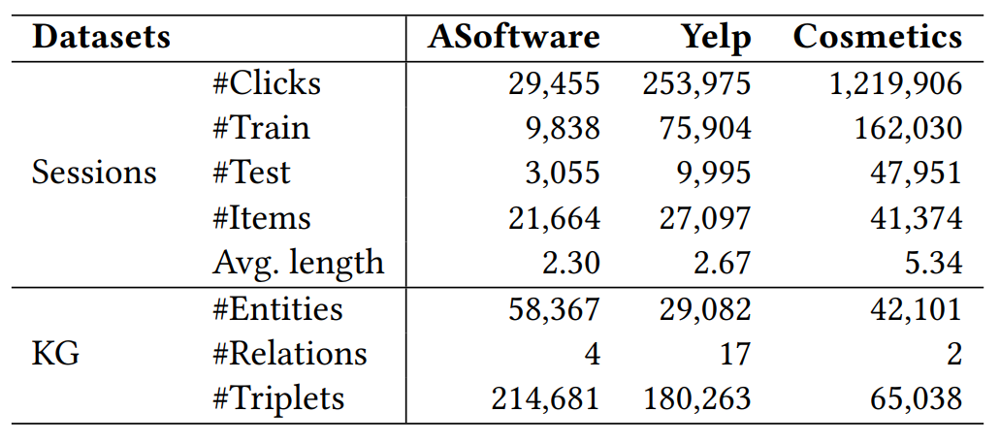 Datasets ASoftware Yelp Cosmetics
#Clicks 29,455 253,975 1,219,906
#Train 9,838 75,904 162,030
Sessions #Test 3,055 9,995 47,951
#Items 21,664 27,097 41,374
Avg. length 2.30 2.67 5.34
#Entities 58,367 29,082 42,101
KG #Relations 4 17 2
#Triplets 214,681 180,263 65,038